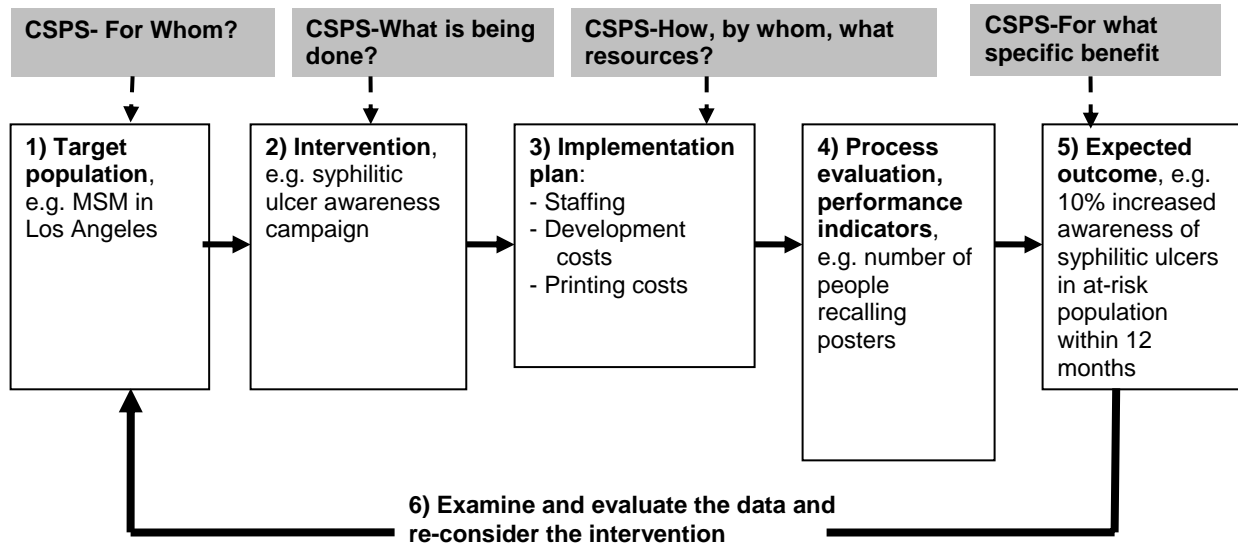 CSPS- For Whom?
CSPS-What is being
done?
CSPS-How, by whom, what
resources?
CSPS-For what
specific benefit
1) Target
population,
e.g. MSM in
Los Angeles
2) Intervention,
e.g. syphilitic
ulcer awareness
campaign
3) Implementation
plan:
- Staffing
- Development
costs
- Printing costs
4) Process
evaluation,
performance
indicators,
e.g. number of
people
recalling
posters
5) Expected
outcome, e.g.
10% increased
awareness of
syphilitic ulcers
in at-risk
population
within 12
months
6) Examine and evaluate the data and
re-consider the intervention